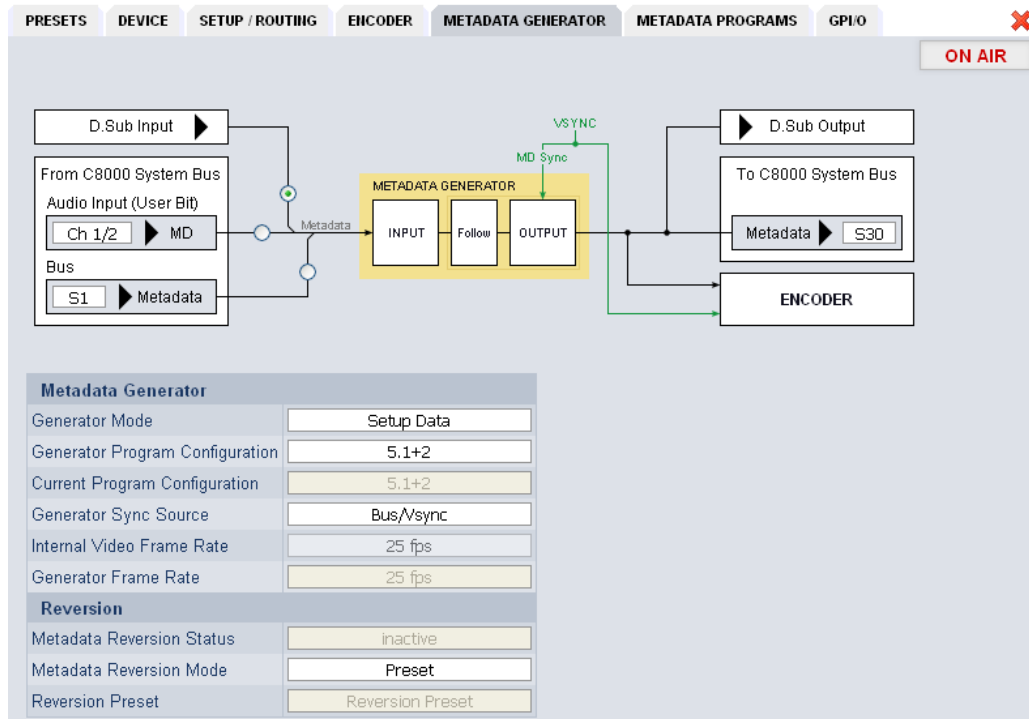 PRESETS DEVICE SETUP / ROUTING ENCODER METADATA GENERATOR METADATA PROGRAMS GPI/O
ON AIR
D.Sub Input
From C8000 System Bus
Audio Input (User Bit)
Ch 1/2 MD
Bus
S1 Metadata
Metadata
METADATA GENERATOR
INPUT Follow OUTPUT
VSYNC
MD Sync
D.Sub Output
To C8000 System Bus
Metadata S30
ENCODER
Metadata Generator
Generator Mode Setup Data
Generator Program Configuration 5.1+2
Current Program Configuration 5.1+2
Generator Sync Source Bus/Vsync
Internal Video Frame Rate 25 fps
Generator Frame Rate 25 fps
Reversion
Metadata Reversion Status inactive
Metadata Reversion Mode Preset
Reversion Preset Reversion Preset